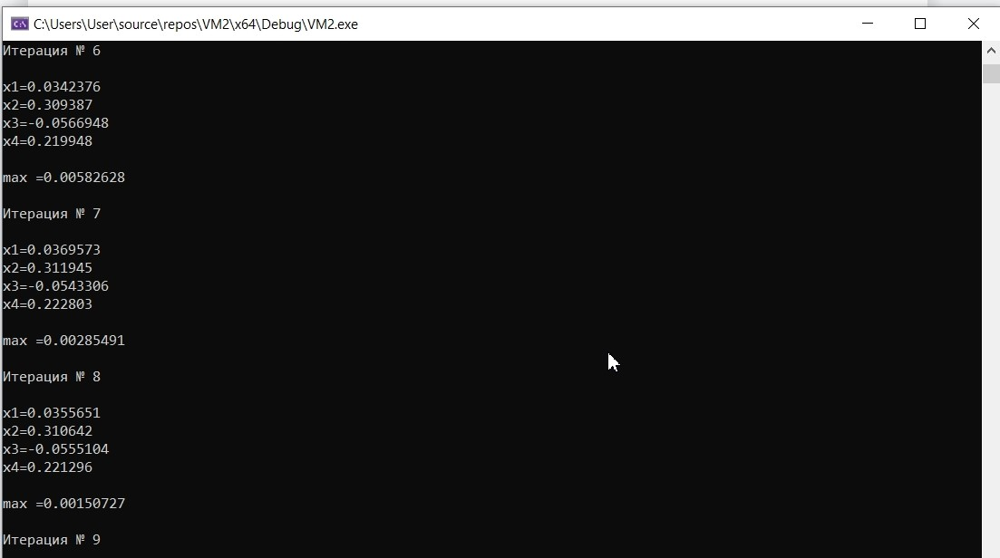 C:\Users\User\source\repos\VM2\x64\Debug\VM2.exe
Итерация № 6
x1=0.0342376
x2=0.309387
x3=-0.0566948
x4=0.219948
max =0.00582628
Итерация № 7
x1=0.0369573
x2=0.311945
x3=-0.0543306
x4=0.222803
max =0.00285491
Итерация № 8
x1=0.0355651
x2=0.310642
x3=-0.0555104
x4=0.221296
max =0.00150727
Итерация № 9